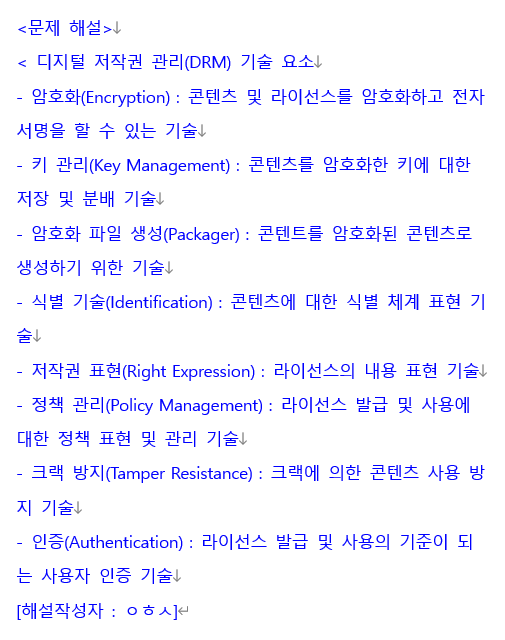 <문제 해설>↓
< 디지털 저작권 관리(DRM) 기술 요소↓
- 암호화(Encryption) : 콘텐츠 및 라이선스를 암호화하고 전자
서명을 할 수 있는 기술↓
- 키 관리(Key Management) : 콘텐츠를 암호화한 키에 대한
저장 및 분배 기술↓
- 암호화 파일 생성(Packager) : 콘텐트를 암호화된 콘텐츠로
생성하기 위한 기술↓
- 식별 기술(Identification) : 콘텐츠에 대한 식별 체계 표현 기
술↓
- 저작권 표현(Right Expression) : 라이선스의 내용 표현 기술↓
- 정책 관리(Policy Management) : 라이선스 발급 및 사용에
대한 정책 표현 및 관리 기술↓
- 크랙 방지(Tamper Resistance) : 크랙에 의한 콘텐츠 사용 방
지 기술↓
- 인증(Authentication) : 라이선스 발급 및 사용의 기준이 되
는 사용자 인증 기술↓
[해설작성자 : ㅇㅎㅅ]↵